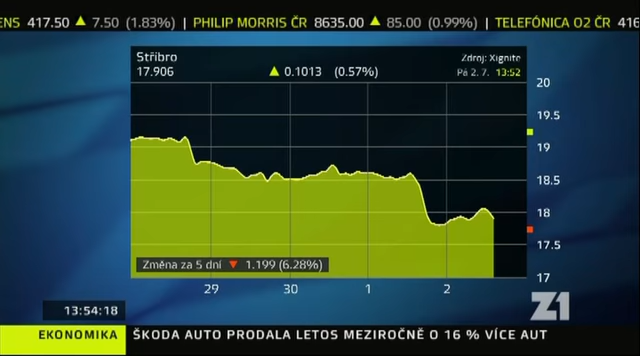 ENS 417.50 ▲ 7.50 (1.83%) | PHILIP MORRIS ČR 8635.00 ▲ 85.00 (0.99%) | TELEFÓNICA O2 ČR 416
Stříbro
Zdroj: Xignite
17.906 ▲ 0.1013 (0.57%) Pá 2. 7. 13:52
20
19.5
19
18.5
18
17.5
17
Změna za 5 dní ▼ 1.199 (6.28%)
29 30 1 2
13:54:18
Z1
EKONOMIKA ŠKODA AUTO PRODALA LETOS MEZIROČNĚ O 16 % VÍCE AUT